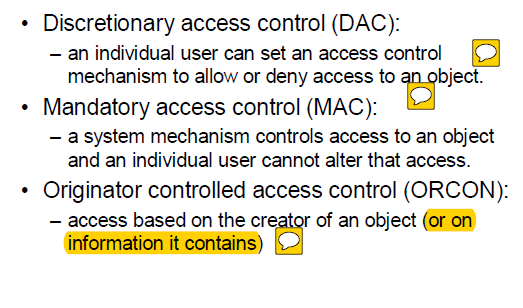 • Discretionary access control (DAC):
– an individual user can set an access control
mechanism to allow or deny access to an object.
• Mandatory access control (MAC):
– a system mechanism controls access to an object
and an individual user cannot alter that access.
• Originator controlled access control (ORCON):
– access based on the creator of an object (or on
information it contains)